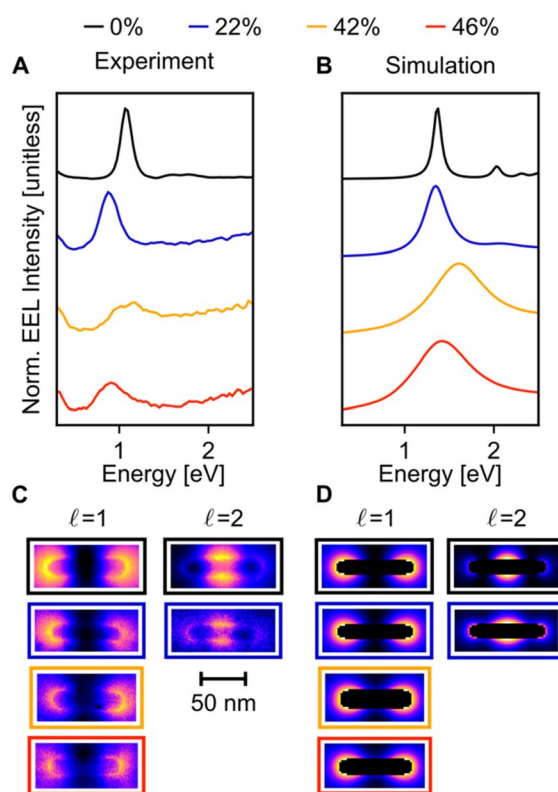 0% 22% 42% 46%
A Experiment B Simulation
Norm. EEL Intensity [unitless]
1 2 1 2
Energy [eV] Energy [eV]
C D
ℓ=1 ℓ=2 ℓ=1 ℓ=2
50 nm